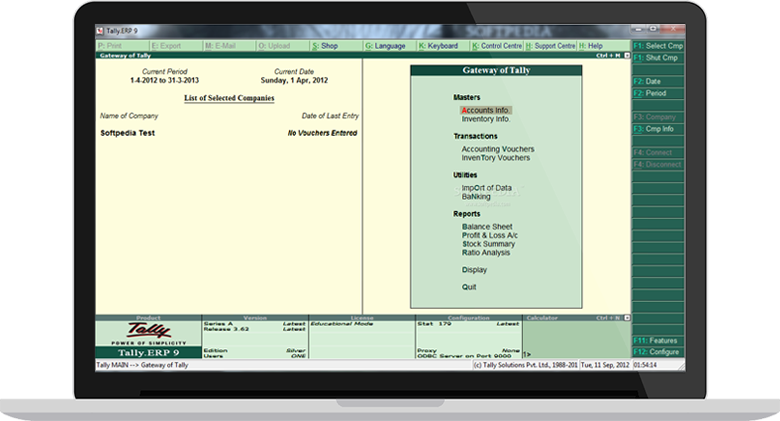 SOFTPEDIA
Tally.ERP 9
P: Print E: Export M: E-Mail O: Upload S: Shop G: Language K: Keyboard K: Control Centre H: Support Centre H: Help
Gateway of Tally Ctrl + M
Current Period Current Date
1-4-2012 to 31-3-2013 Sunday, 1 Apr, 2012
List of Selected Companies
Name of Company Date of Last Entry
Softpedia Test No Vouchers Entered
Gateway of Tally
Masters
Accounts Info.
Inventory Info.
Transactions
Accounting Vouchers
InvenTory Vouchers
Utilities
ImpOrt of Data
BaNking
Reports
Balance Sheet
Profit & Loss A/c
Stock Summary
Ratio Analysis
Display
Quit
F1: Select Cmp
F1: Shut Cmp
F2: Date
F2: Period
F3: Company
F3: Cmp Info
F4: Connect
F4: Disconnect
F11: Features
F12: Configure
Product Version License Configuration Calculator Ctrl + N
Tally
POWER OF SIMPLICITY
Tally.ERP 9
Series A Latest
Release 3.62 Latest
Edition Silver
Users ONE
Educational Mode
Stat 179 Latest
Proxy None
ODBC Server on Port 9000
1>
Tally MAIN --> Gateway of Tally (c) Tally Solutions Pvt. Ltd., 1988-201 Tue, 11 Sep, 2012 01:54:14